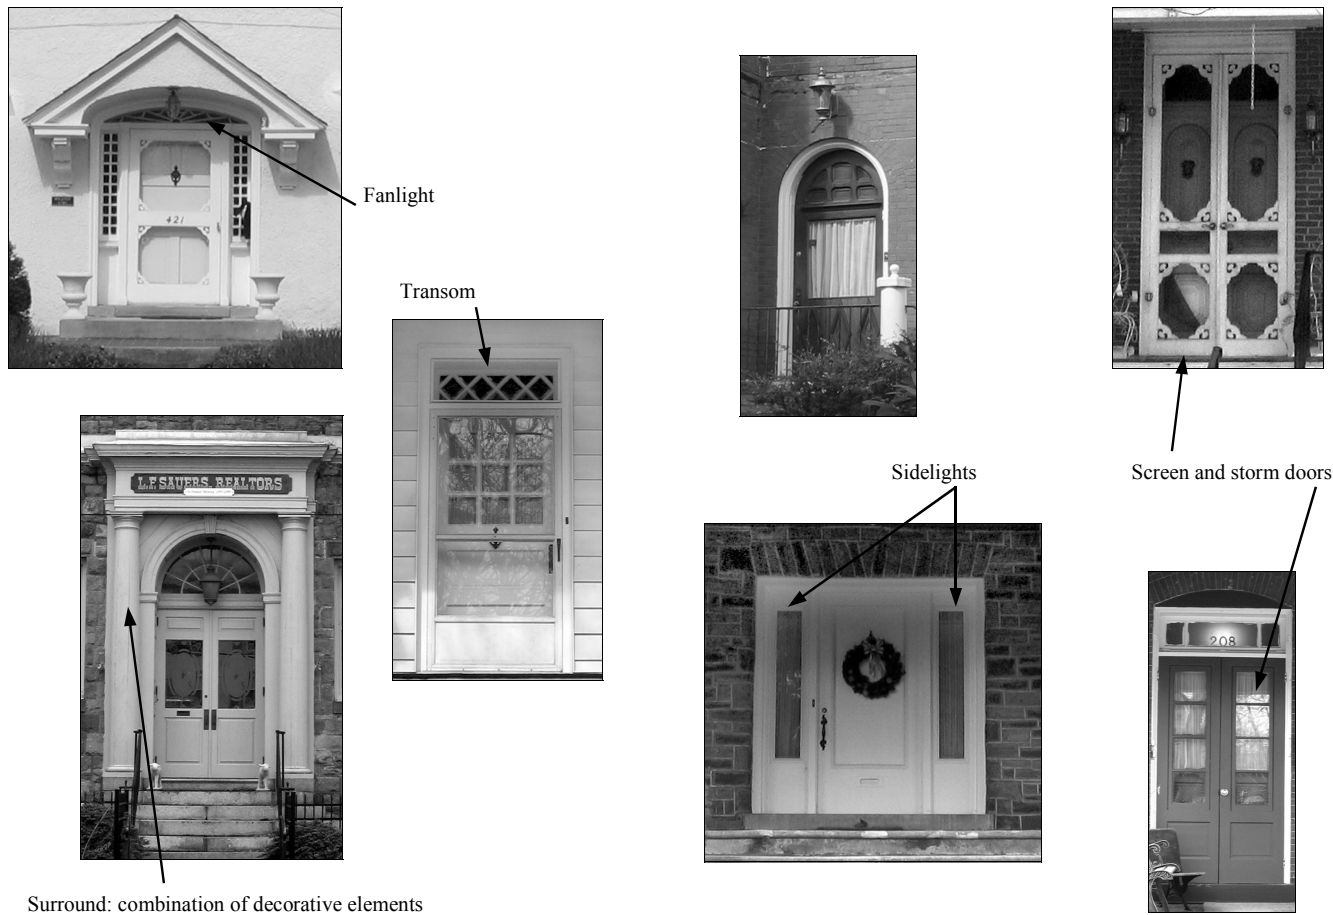 421
Fanlight
Transom
L.F. SAUERS, REALTORS
Sidelights
Screen and storm doors
208
Surround: combination of decorative elements